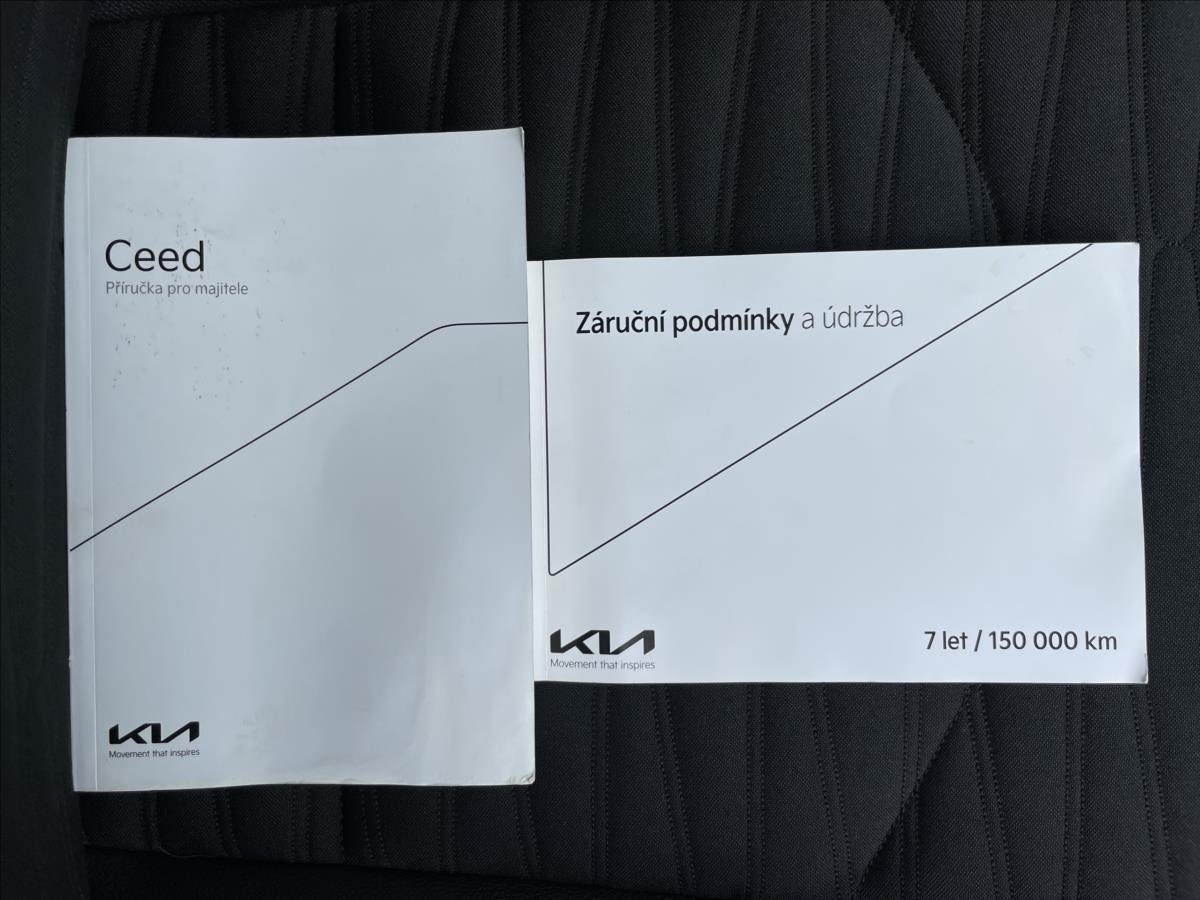 Ceed
Příručka pro majitele
KIA
Movement that inspires
Záruční podmínky a údržba
KIA
Movement that inspires
7 let / 150 000 km